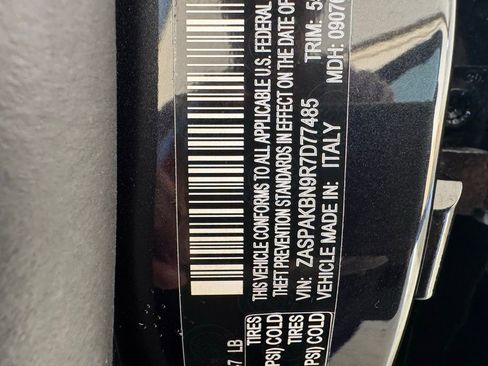 THIS VEHICLE CONFORMS TO ALL APPLICABLE U.S. FEDERAL
THEFT PREVENTION STANDARDS IN EFFECT ON THE DATE OF
VIN: ZASPAKBN9R7D77485 TRIM:
VEHICLE MADE IN: ITALY MDH: 0907
LB
TIRES
(PSI) COLD
TIRES
PSI) COLD